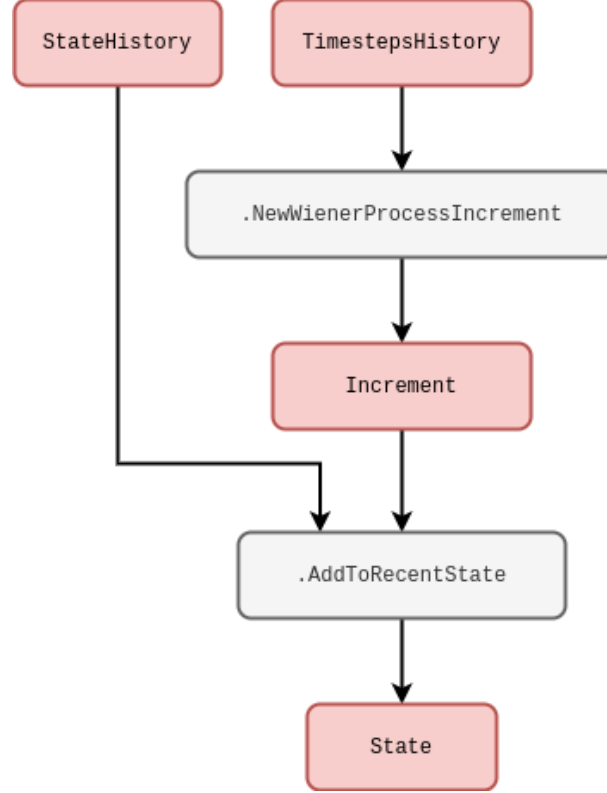 StateHistory
TimestepsHistory
.NewWienerProcessIncrement
Increment
.AddToRecentState
State